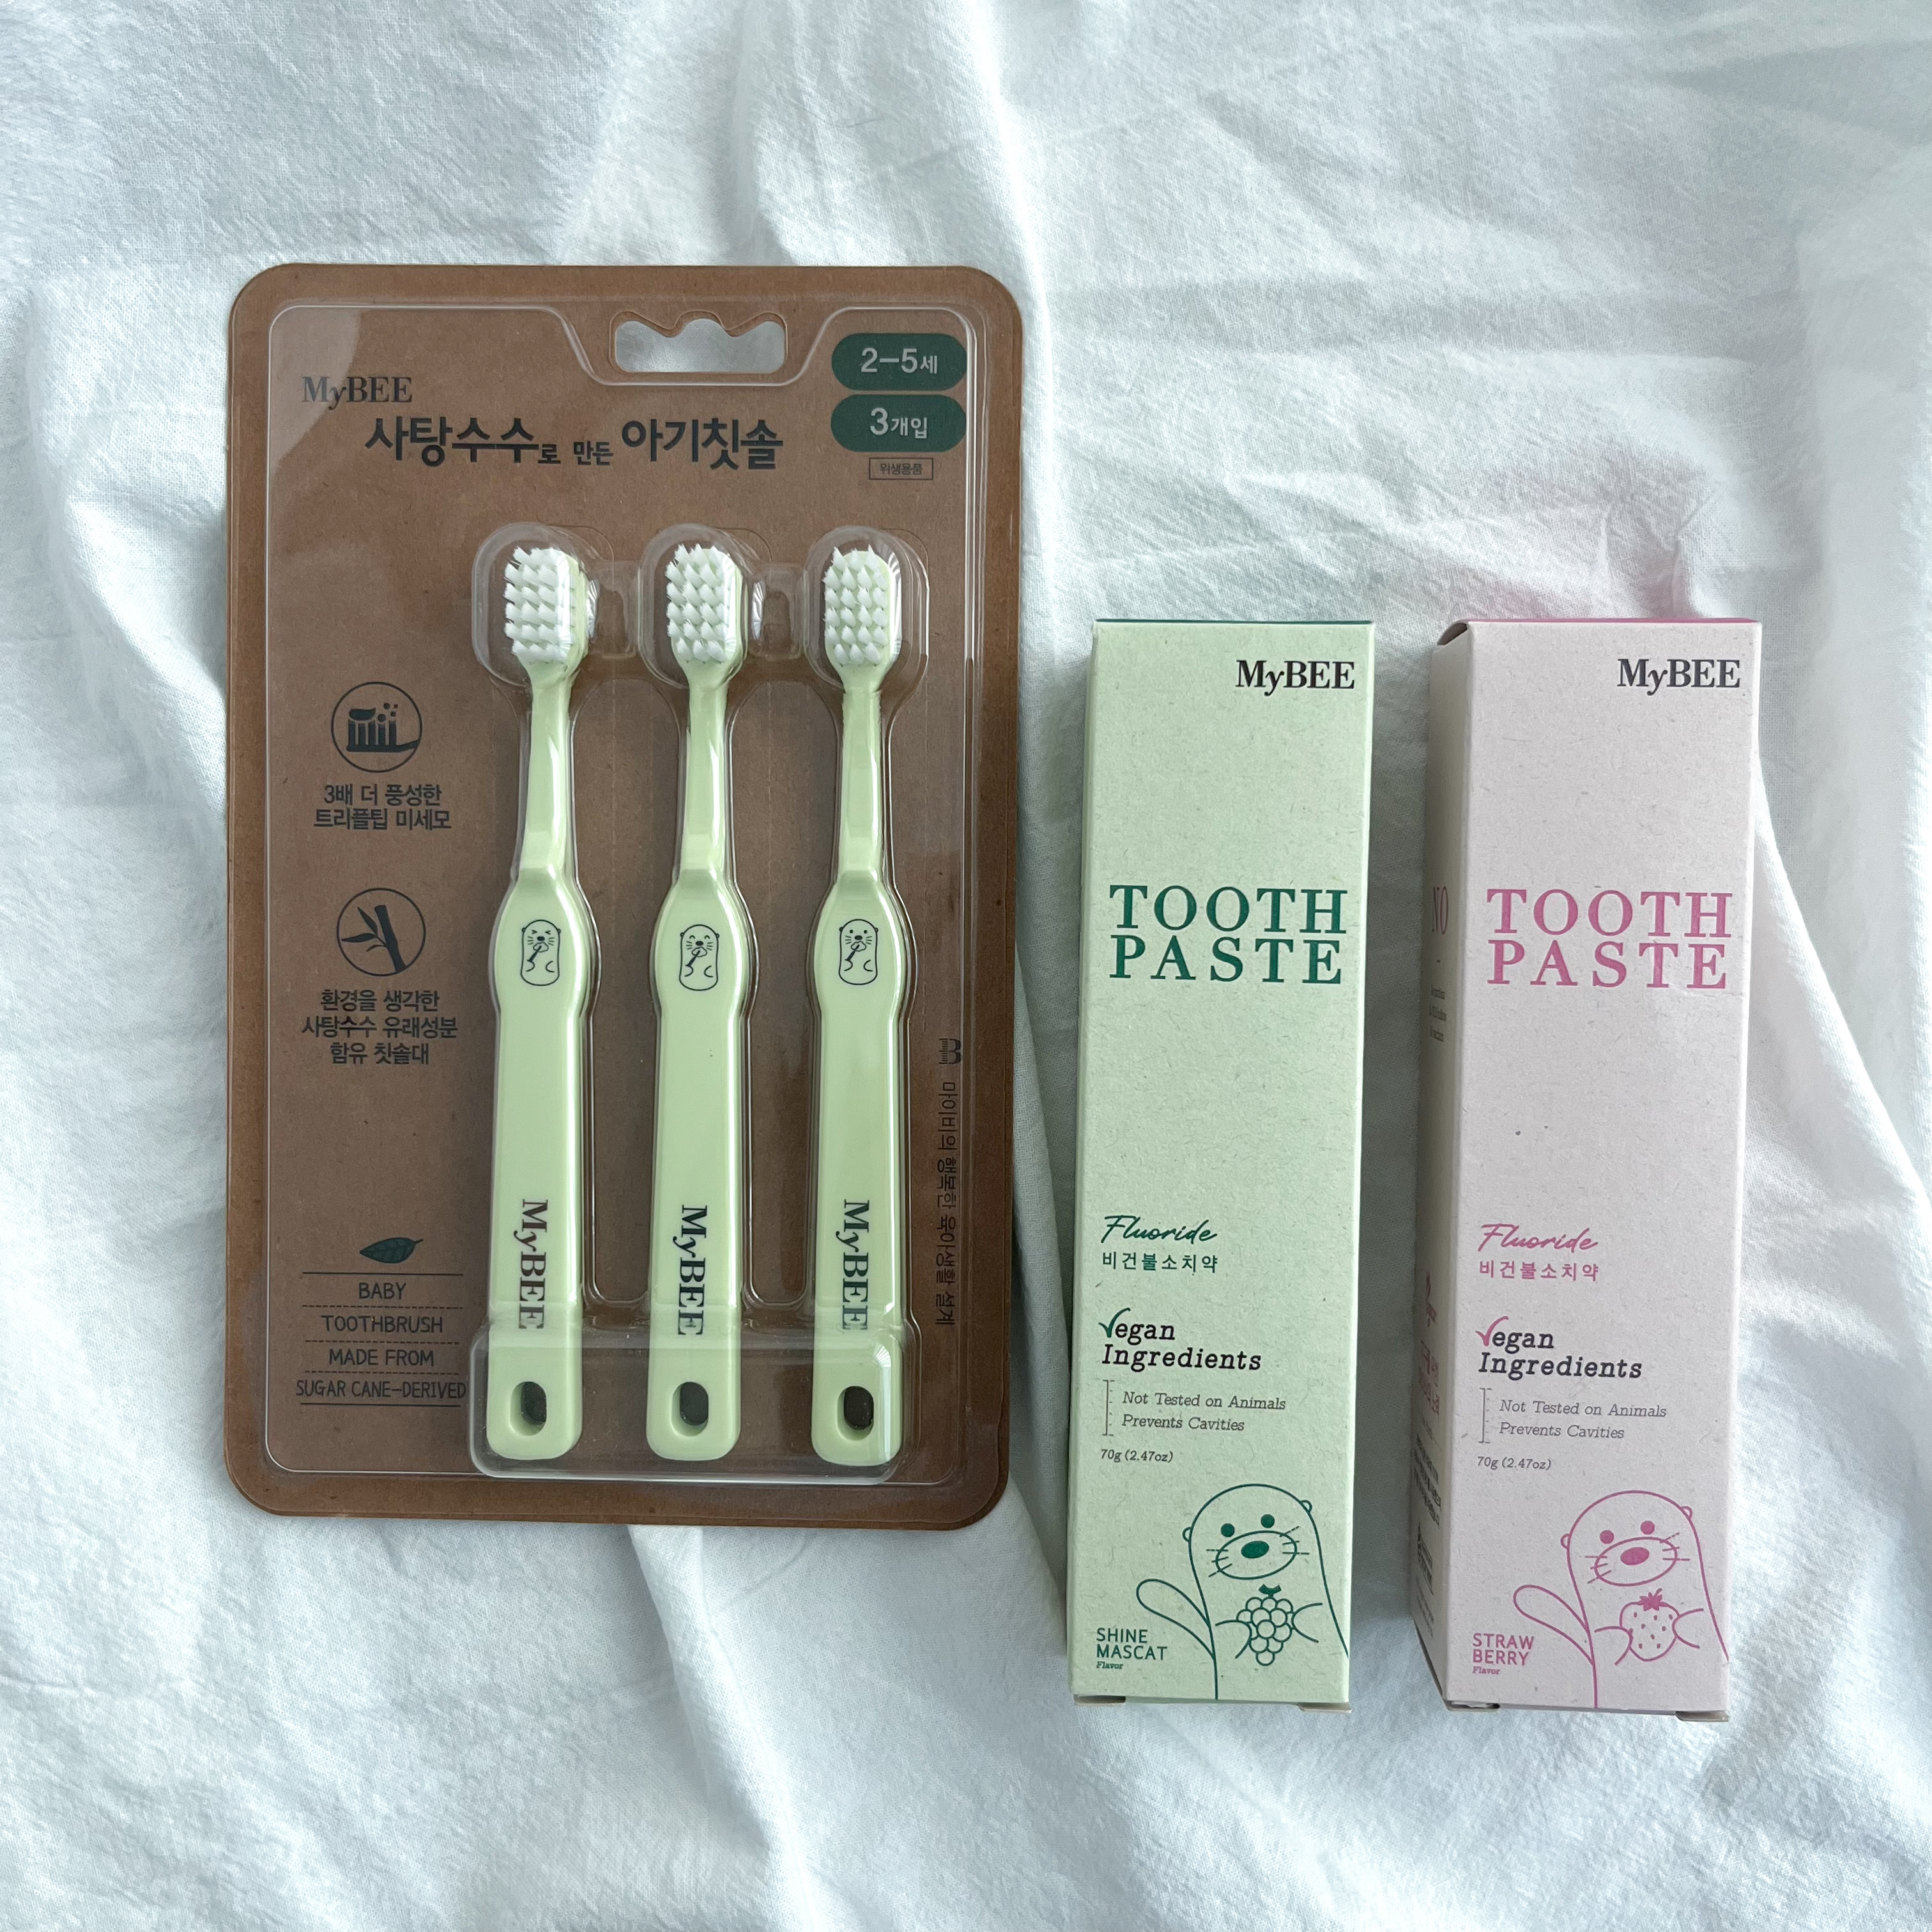 MyBEE
사탕수수로 만든 아기칫솔
2-5세
3개입
위생용품
3배 더 풍성한
트리플팁 미세모
환경을 생각한
사탕수수 유래성분
함유 칫솔대
BABY
TOOTHBRUSH
MADE FROM
SUGAR CANE-DERIVED
MyBEE
MyBEE
MyBEE
마이비의 행복한 육아생활 설계
MyBEE
TOOTH
PASTE
Fluoride
비건불소치약
Vegan
Ingredients
Not Tested on Animals
Prevents Cavities
70g (2.47oz)
SHINE
MASCAT
Flavor
MyBEE
TOOTH
PASTE
Fluoride
비건불소치약
Vegan
Ingredients
Not Tested on Animals
Prevents Cavities
70g (2.47oz)
STRAW
BERRY
Flavor
NO